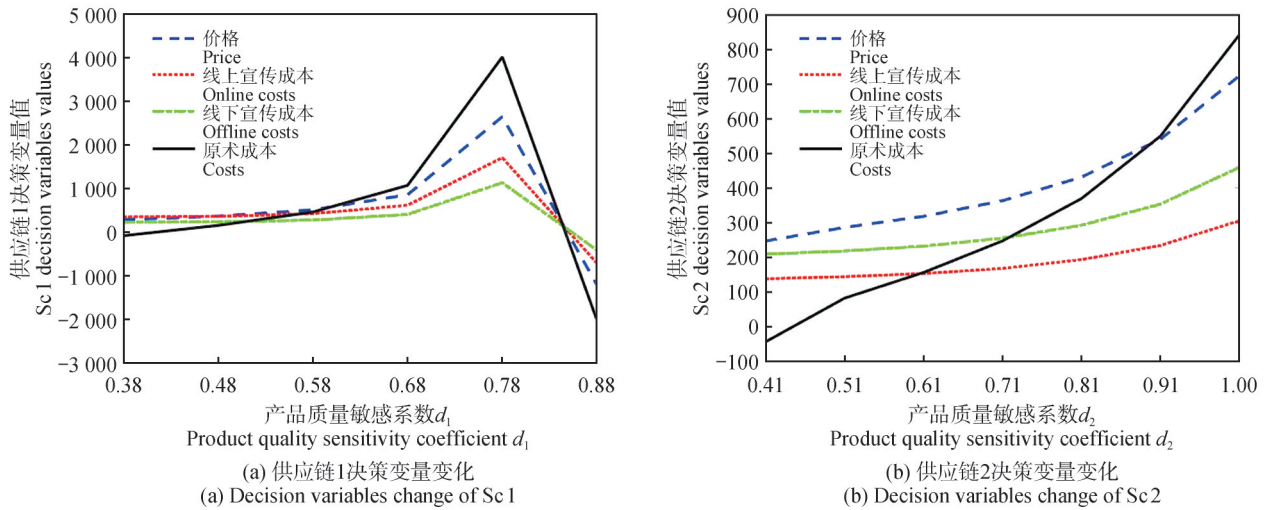 5 000
4 000
3 000
2 000
1 000
0
−1 000
−2 000
−3 000
供应链1决策变量值
Sc 1 decision variables values
价格
Price
线上宣传成本
Online costs
线下宣传成本
Offline costs
原术成本
Costs
0.38 0.48 0.58 0.68 0.78 0.88
产品质量敏感系数d1
Product quality sensitivity coefficient d1
(a) 供应链1决策变量变化
(a) Decision variables change of Sc 1
900
800
700
600
500
400
300
200
100
0
−100
供应链2决策变量值
Sc 2 decision variables values
价格
Price
线上宣传成本
Online costs
线下宣传成本
Offline costs
原术成本
Costs
0.41 0.51 0.61 0.71 0.81 0.91 1.00
产品质量敏感系数d2
Product quality sensitivity coefficient d2
(b) 供应链2决策变量变化
(b) Decision variables change of Sc 2